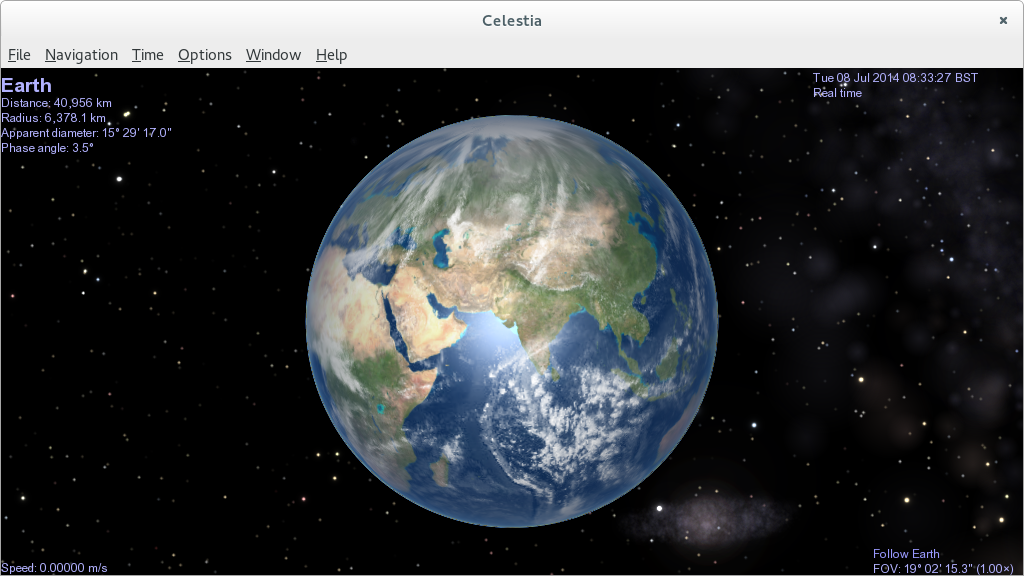 Celestia
File Navigation Time Options Window Help
Earth
Distance: 40,956 km
Radius: 6,378.1 km
Apparent diameter: 15° 29' 17.0"
Phase angle: 3.5°
Tue 08 Jul 2014 08:33:27 BST
Real time
Speed: 0.00000 m/s
Follow Earth
FOV: 19° 02' 15.3" (1.00×)